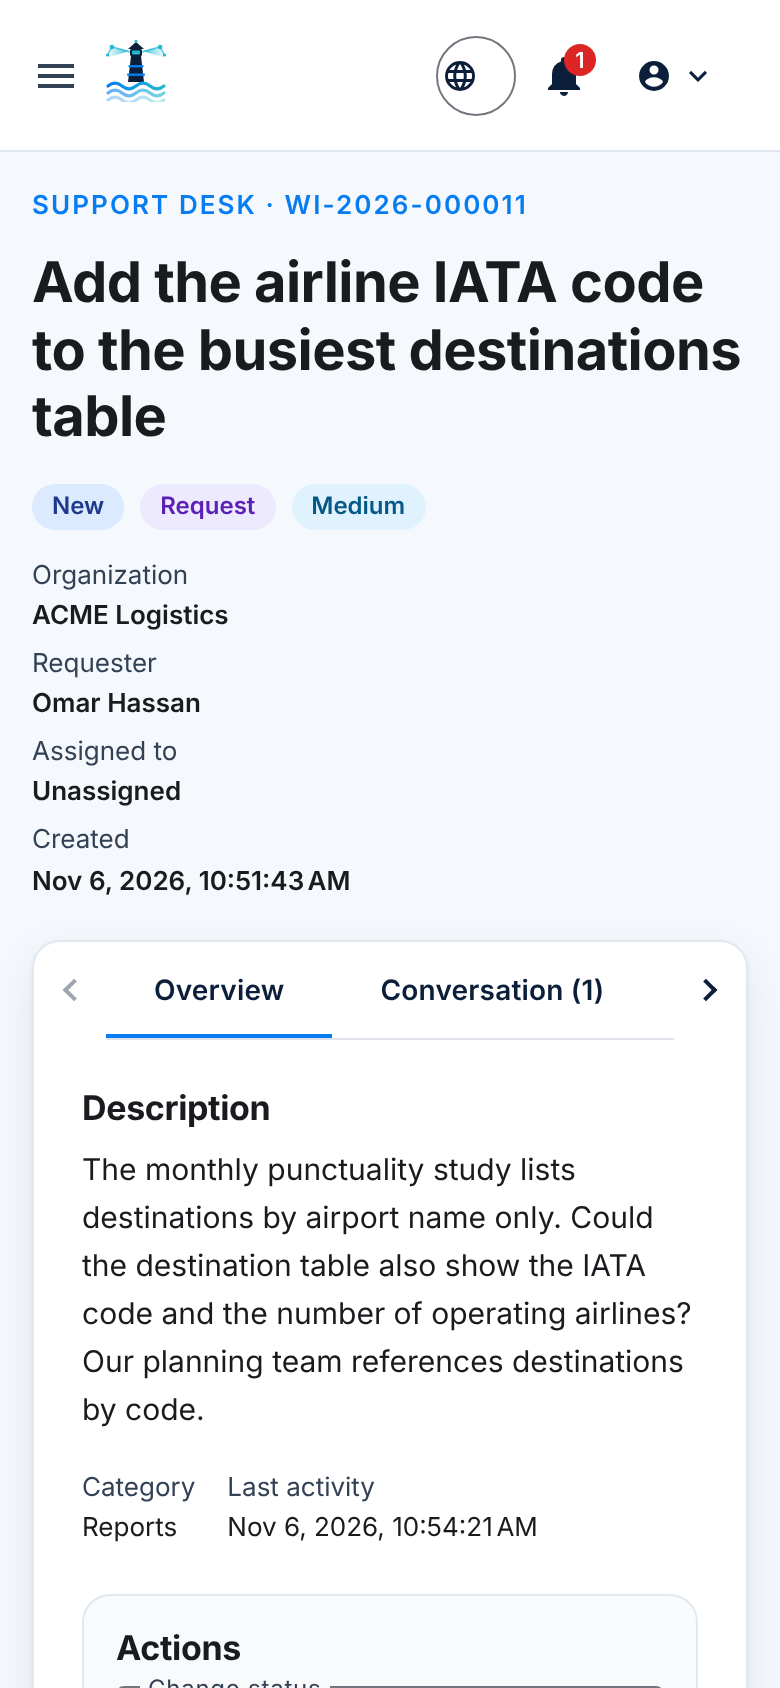 1
SUPPORT DESK · WI-2026-000011
Add the airline IATA code
to the busiest destinations
table
New Request Medium
Organization
ACME Logistics
Requester
Omar Hassan
Assigned to
Unassigned
Created
Nov 6, 2026, 10:51:43 AM
Overview Conversation (1)
Description
The monthly punctuality study lists
destinations by airport name only. Could
the destination table also show the IATA
code and the number of operating airlines?
Our planning team references destinations
by code.
Category Last activity
Reports Nov 6, 2026, 10:54:21 AM
Actions
Change status